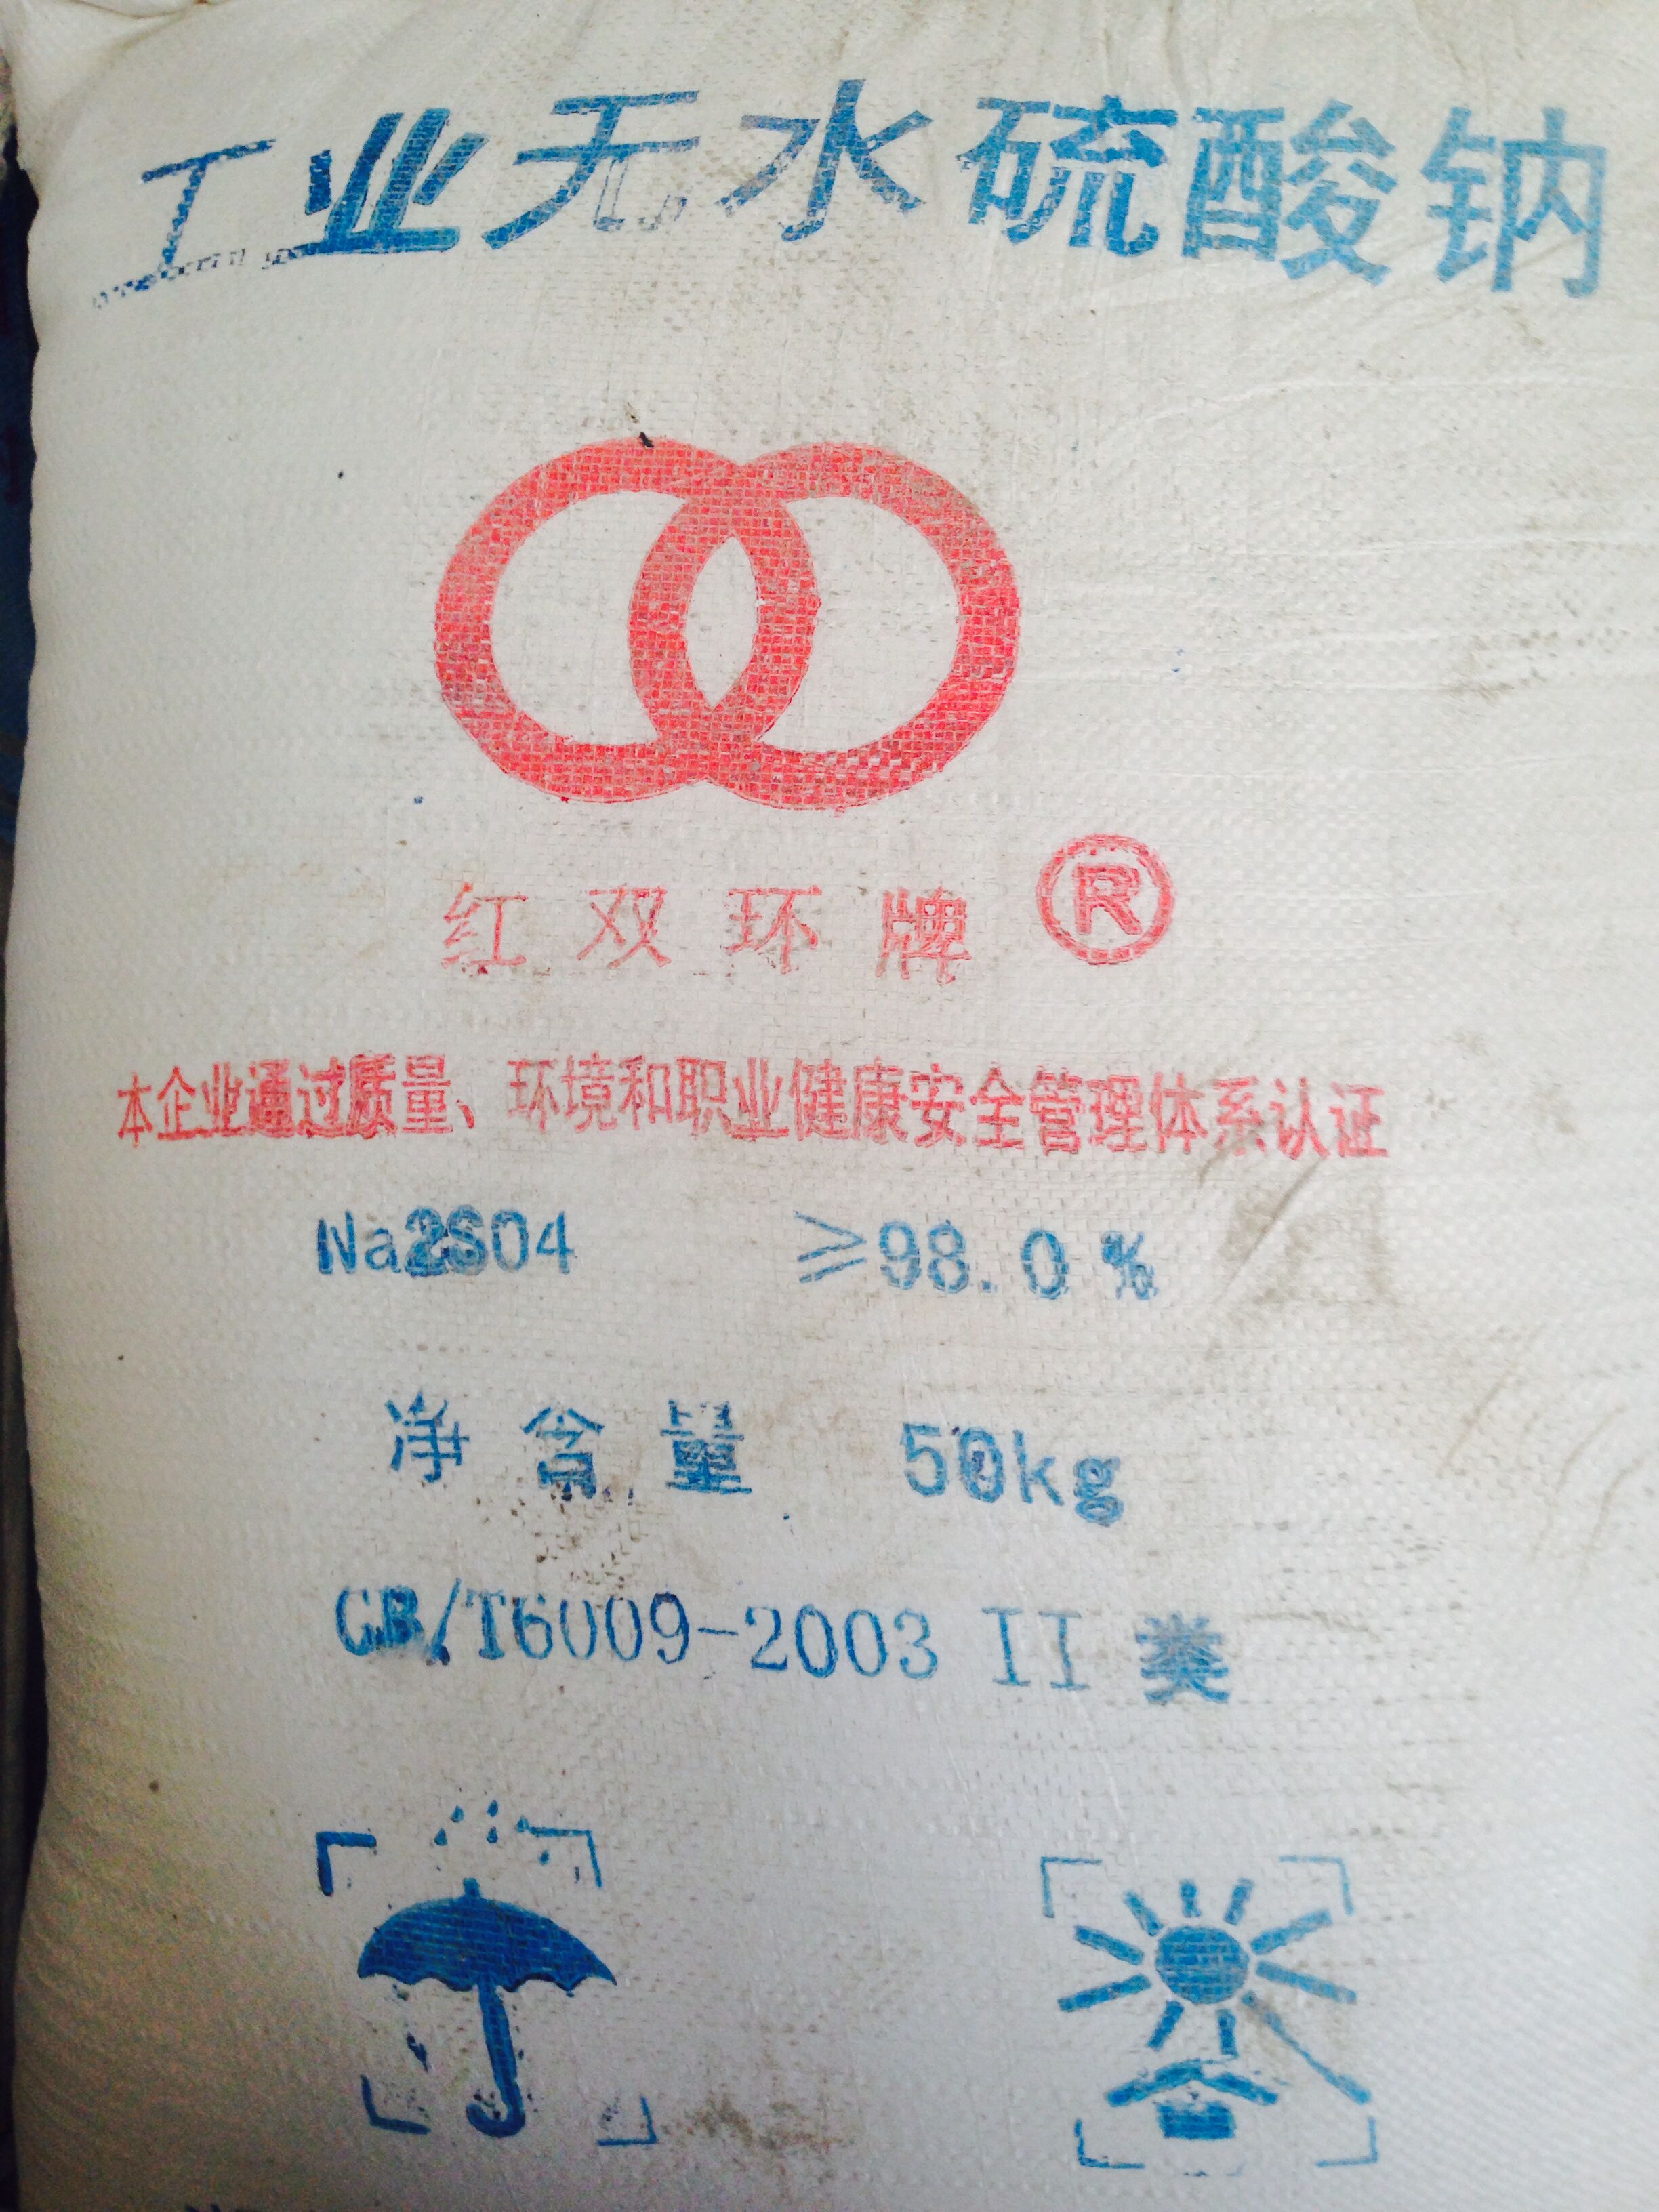 工业无水硫酸钠
红双环牌®
本企业通过质量、环境和职业健康安全管理体系认证
Na2SO4 ≥98.0%
净含量 50kg
GB/T6009-2003 II 类